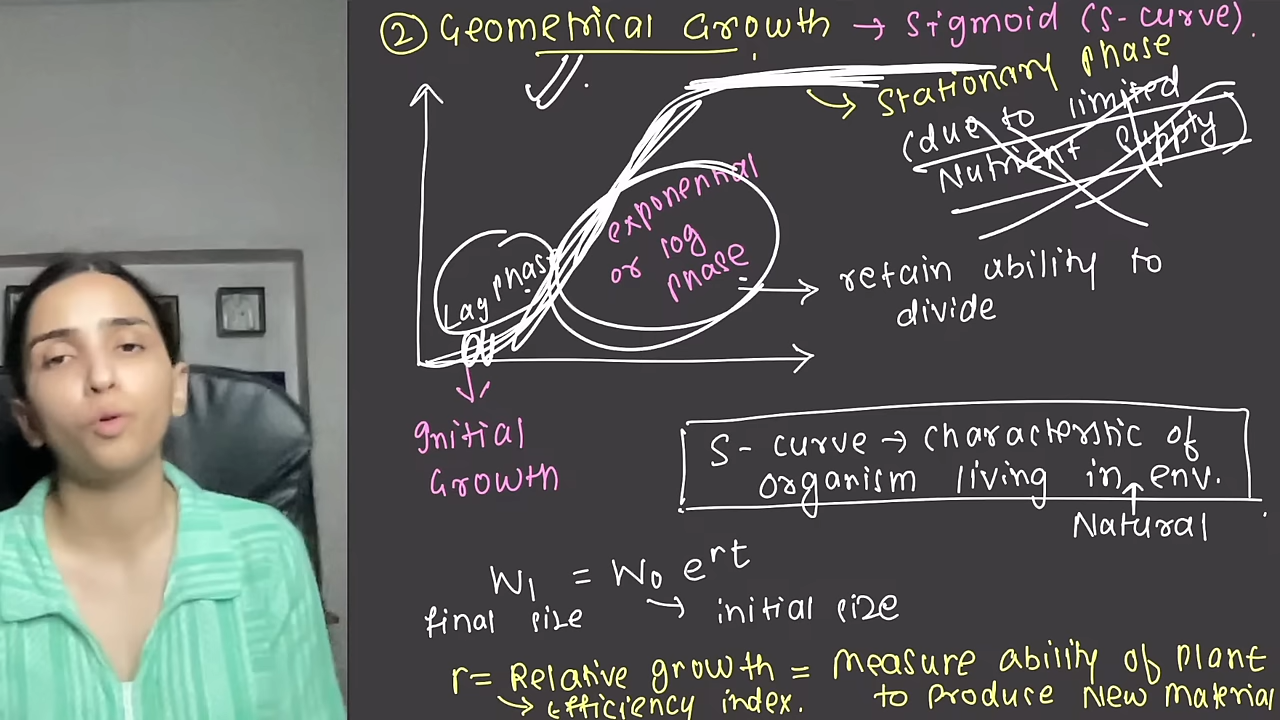 ② Geometrical Growth → Sigmoid (S-curve).
Stationary phase
(due to limited
Nutrient supply)
exponential
or log
phase
Lag phase
retain ability to
divide
Initial
Growth
S-curve → characterstic of
organism living in env.
Natural
W1 = W0 e^rt
final size → initial size
r = Relative growth = Measure ability of plant
→ Efficiency index. to produce New material